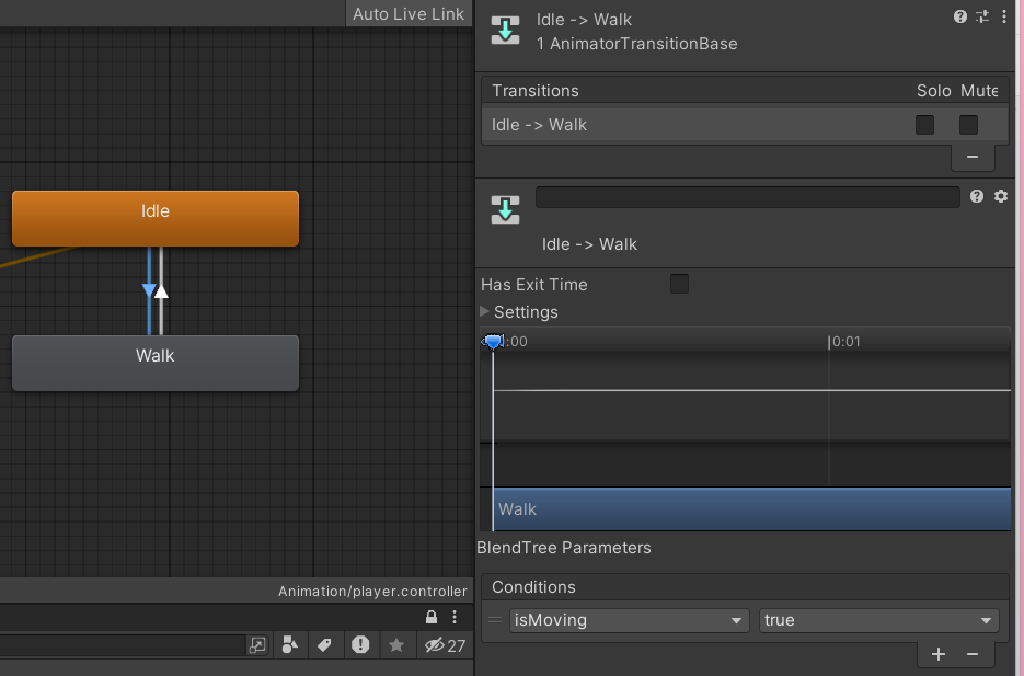 Auto Live Link
Idle
Walk
Animation/player.controller
27
Idle -> Walk
1 AnimatorTransitionBase
Transitions Solo Mute
Idle -> Walk
Idle -> Walk
Has Exit Time
Settings
:00 0:01
Walk
BlendTree Parameters
Conditions
isMoving true